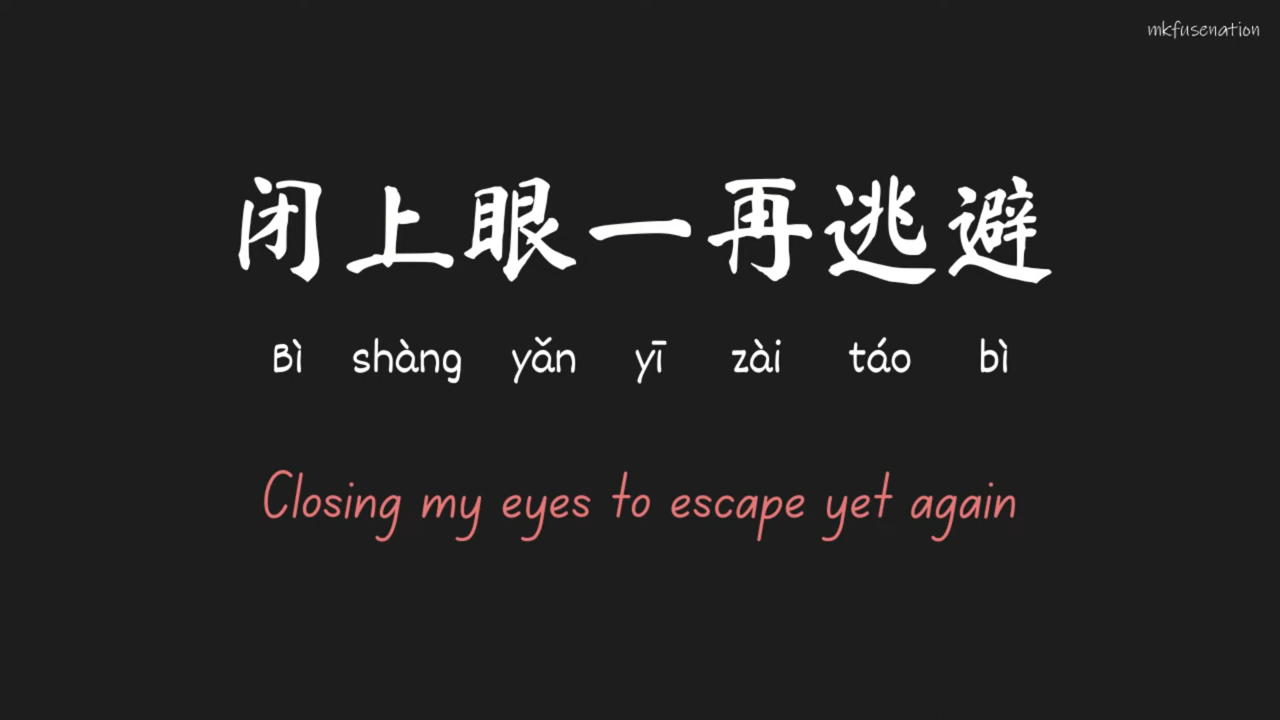 mkfusenation
闭上眼一再逃避
Bì shàng yǎn yī zài táo bì
Closing my eyes to escape yet again